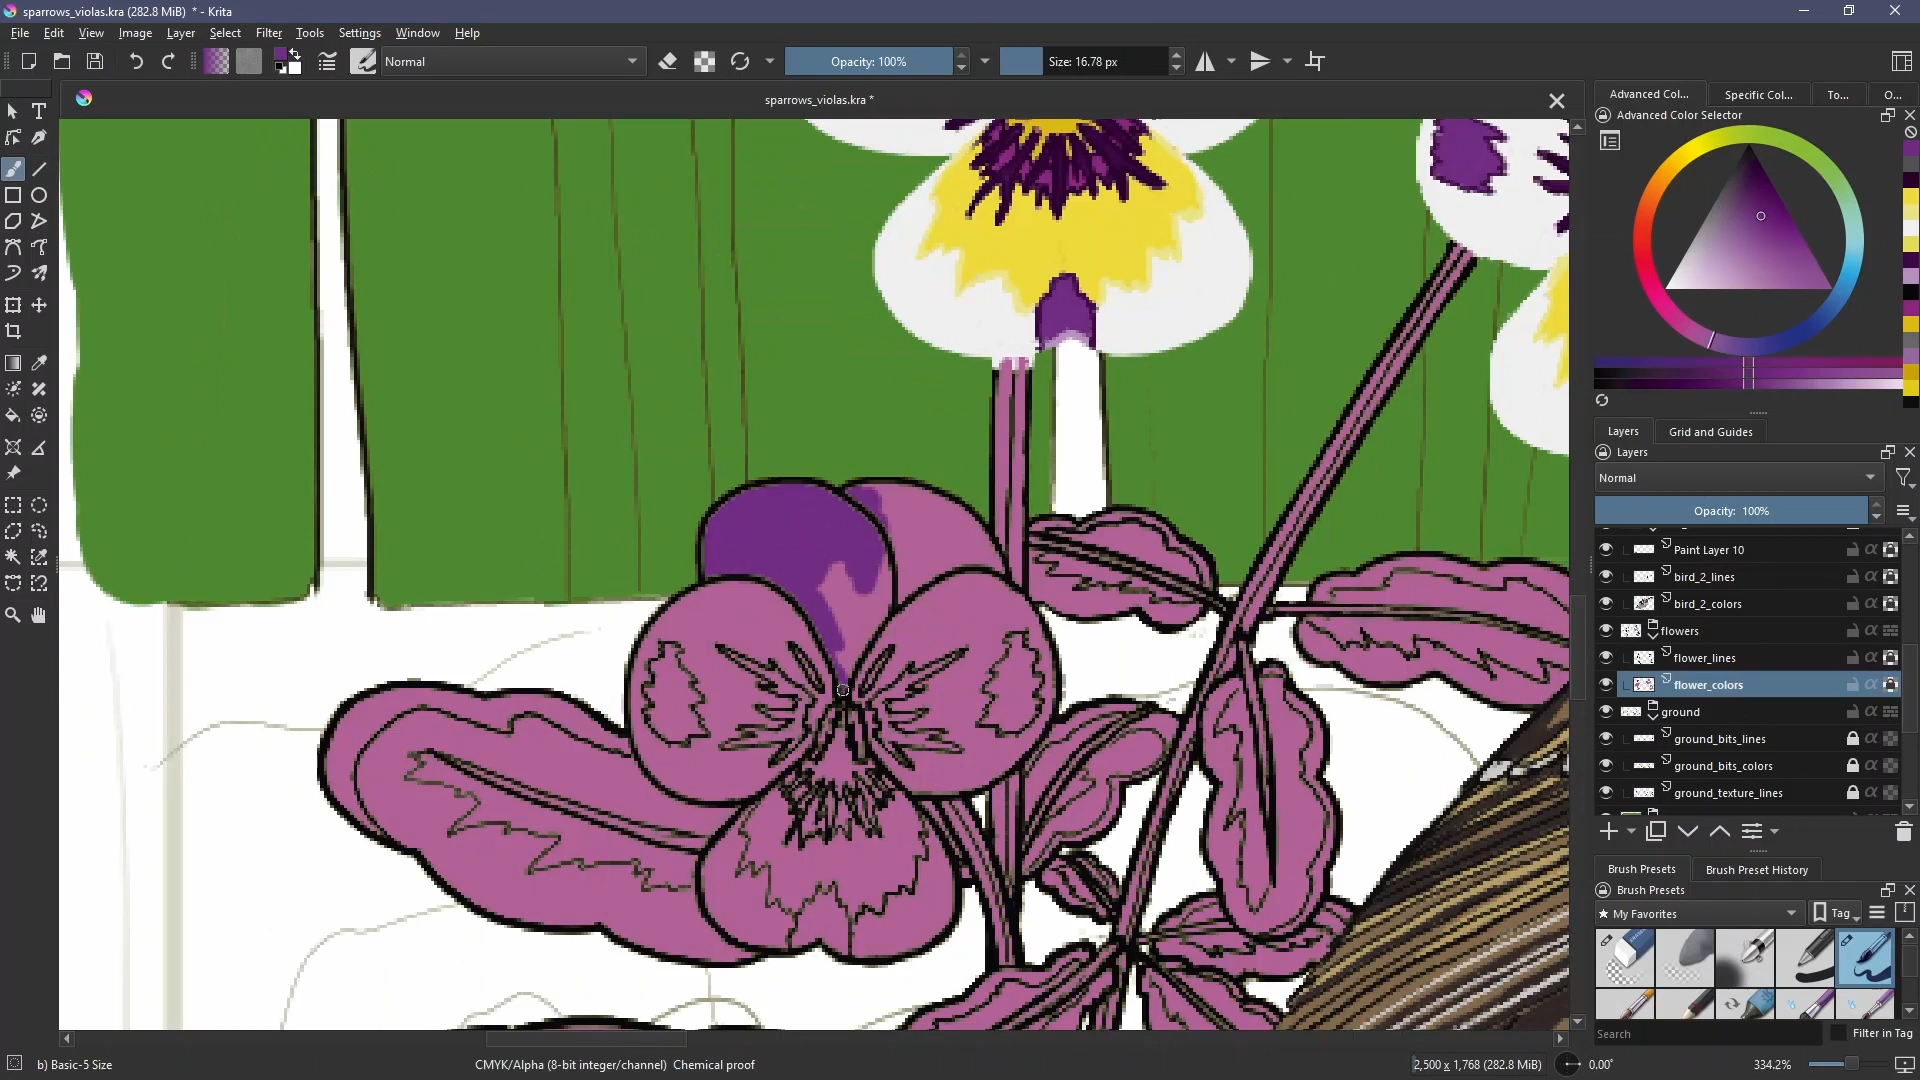 sparrows_violas.kra (282.8 MiB) * - Krita
File Edit View Image Layer Select Filter Tools Settings Window Help
Normal
Opacity: 100%
Size: 16.78 px
sparrows_violas.kra *
Advanced Col...
Specific Col...
To...
O...
Advanced Color Selector
Layers
Grid and Guides
Layers
Normal
Opacity: 100%
Paint Layer 10
bird_2_lines
bird_2_colors
flowers
flower_lines
flower_colors
ground
ground_bits_lines
ground_bits_colors
ground_texture_lines
Brush Presets
Brush Preset History
Brush Presets
★ My Favorites
Tag
Search
Filter in Tag
b) Basic-5 Size
CMYK/Alpha (8-bit integer/channel) Chemical proof
2,500 x 1,768 (282.8 MiB)
0.00°
334.2%